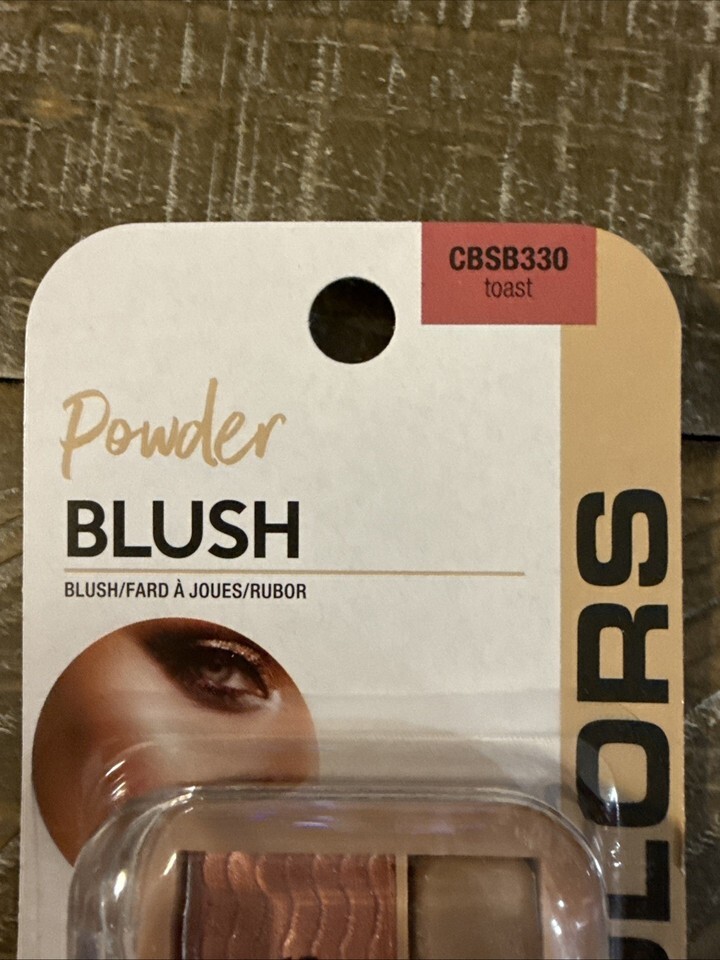 CBSB330
toast
Powder
BLUSH
BLUSH/FARD À JOUES/RUBOR
LORS